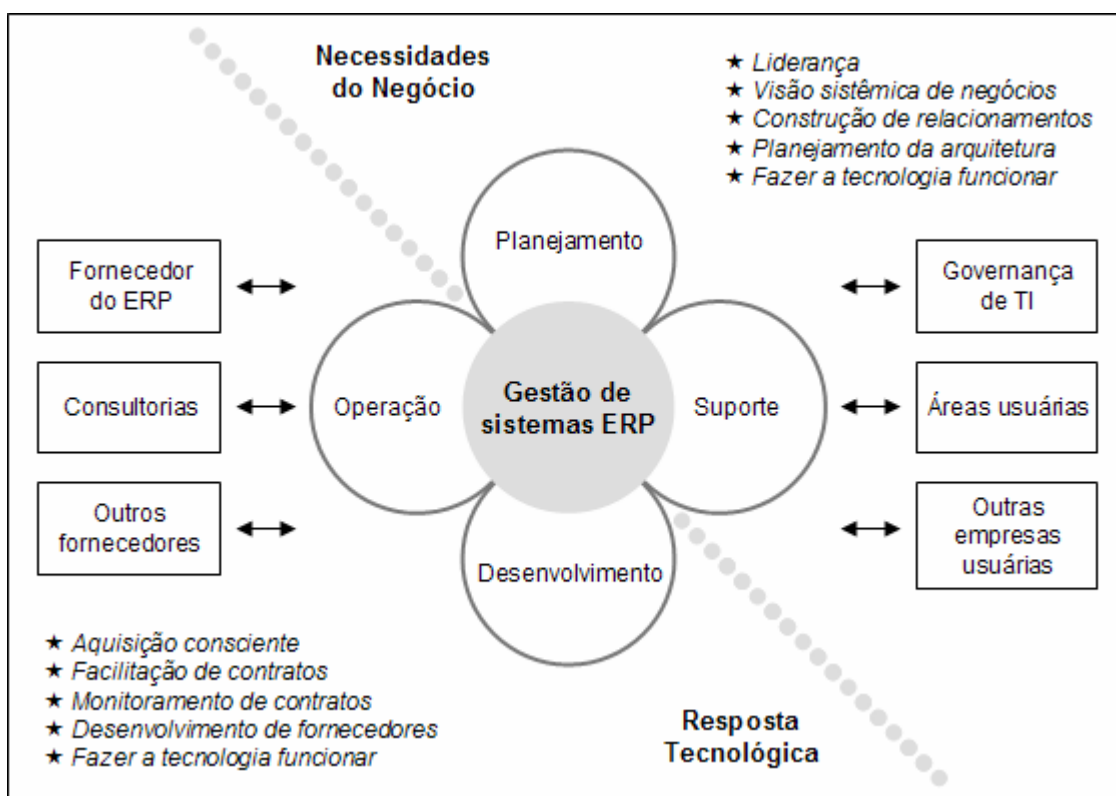 Necessidades
do Negócio
★ Liderança
★ Visão sistêmica de negócios
★ Construção de relacionamentos
★ Planejamento da arquitetura
★ Fazer a tecnologia funcionar
Planejamento
Fornecedor
do ERP
Governança
de TI
Consultorias
Operação
Gestão de
sistemas ERP
Suporte
Áreas usuárias
Outros
fornecedores
Desenvolvimento
Outras
empresas
usuárias
★ Aquisição consciente
★ Facilitação de contratos
★ Monitoramento de contratos
★ Desenvolvimento de fornecedores
★ Fazer a tecnologia funcionar
Resposta
Tecnológica